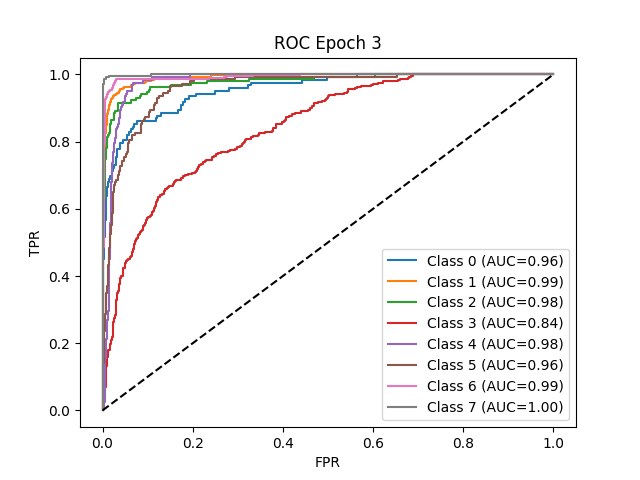 ROC Epoch 3
TPR
1.0
0.8
0.6
0.4
0.2
0.0
Class 0 (AUC=0.96)
Class 1 (AUC=0.99)
Class 2 (AUC=0.98)
Class 3 (AUC=0.84)
Class 4 (AUC=0.98)
Class 5 (AUC=0.96)
Class 6 (AUC=0.99)
Class 7 (AUC=1.00)
0.0 0.2 0.4 0.6 0.8 1.0
FPR